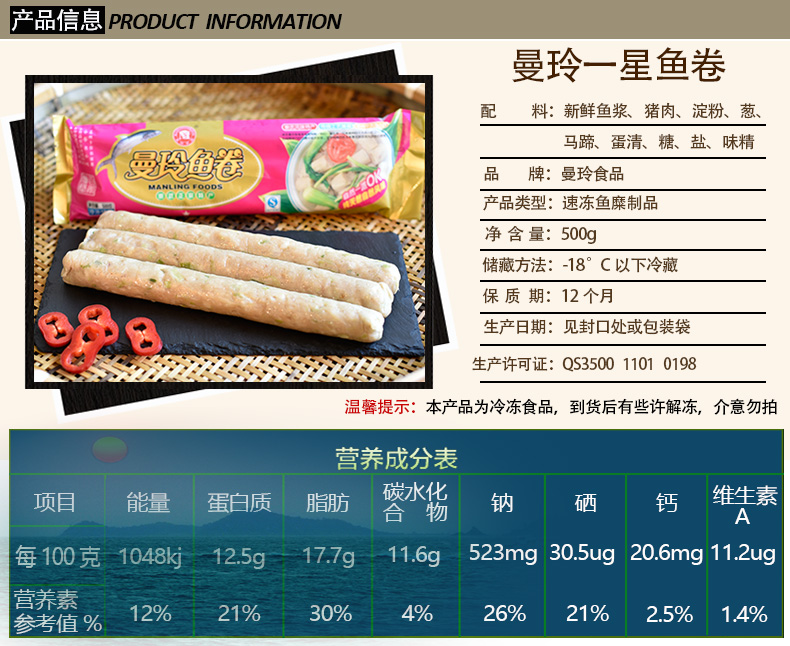 产品信息 PRODUCT INFORMATION
曼玲一星鱼卷
配 料：新鲜鱼浆、猪肉、淀粉、葱、
马蹄、蛋清、糖、盐、味精
品 牌：曼玲食品
产品类型：速冻鱼糜制品
净 含 量：500g
储藏方法：-18°C以下冷藏
保 质 期：12个月
生产日期：见封口处或包装袋
生产许可证：QS3500 1101 0198
曼玲鱼卷
MANLING FOODS
温馨提示：本产品为冷冻食品，到货后有些许解冻，介意勿拍
营养成分表
项目 能量 蛋白质 脂肪 碳水化合 物 钠 硒 钙 维生素A
每100克 1048kj 12.5g 17.7g 11.6g 523mg 30.5ug 20.6mg 11.2ug
营养素
参考值% 12% 21% 30% 4% 26% 21% 2.5% 1.4%